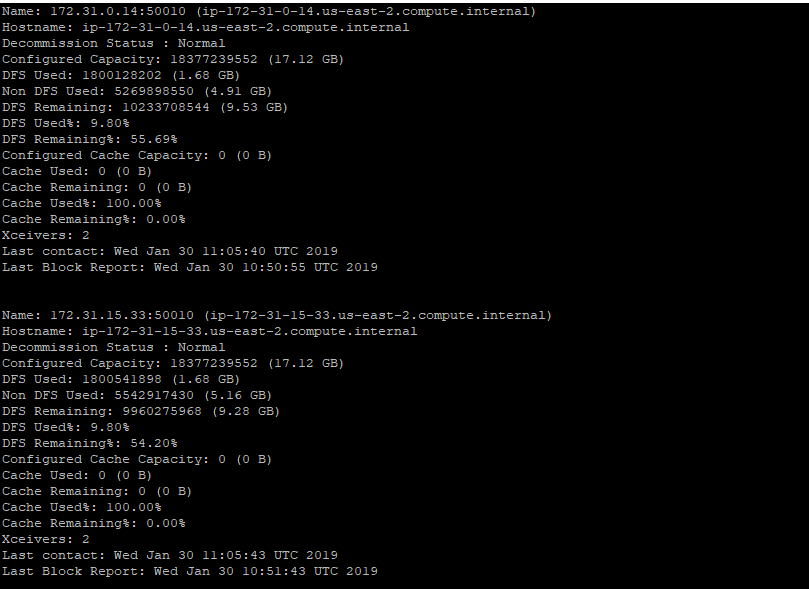 Name: 172.31.0.14:50010 (ip-172-31-0-14.us-east-2.compute.internal)
Hostname: ip-172-31-0-14.us-east-2.compute.internal
Decommission Status : Normal
Configured Capacity: 18377239552 (17.12 GB)
DFS Used: 1800128202 (1.68 GB)
Non DFS Used: 5269898550 (4.91 GB)
DFS Remaining: 10233708544 (9.53 GB)
DFS Used%: 9.80%
DFS Remaining%: 55.69%
Configured Cache Capacity: 0 (0 B)
Cache Used: 0 (0 B)
Cache Remaining: 0 (0 B)
Cache Used%: 100.00%
Cache Remaining%: 0.00%
Xceivers: 2
Last contact: Wed Jan 30 11:05:40 UTC 2019
Last Block Report: Wed Jan 30 10:50:55 UTC 2019
Name: 172.31.15.33:50010 (ip-172-31-15-33.us-east-2.compute.internal)
Hostname: ip-172-31-15-33.us-east-2.compute.internal
Decommission Status : Normal
Configured Capacity: 18377239552 (17.12 GB)
DFS Used: 1800541898 (1.68 GB)
Non DFS Used: 5542917430 (5.16 GB)
DFS Remaining: 9960275968 (9.28 GB)
DFS Used%: 9.80%
DFS Remaining%: 54.20%
Configured Cache Capacity: 0 (0 B)
Cache Used: 0 (0 B)
Cache Remaining: 0 (0 B)
Cache Used%: 100.00%
Cache Remaining%: 0.00%
Xceivers: 2
Last contact: Wed Jan 30 11:05:43 UTC 2019
Last Block Report: Wed Jan 30 10:51:43 UTC 2019